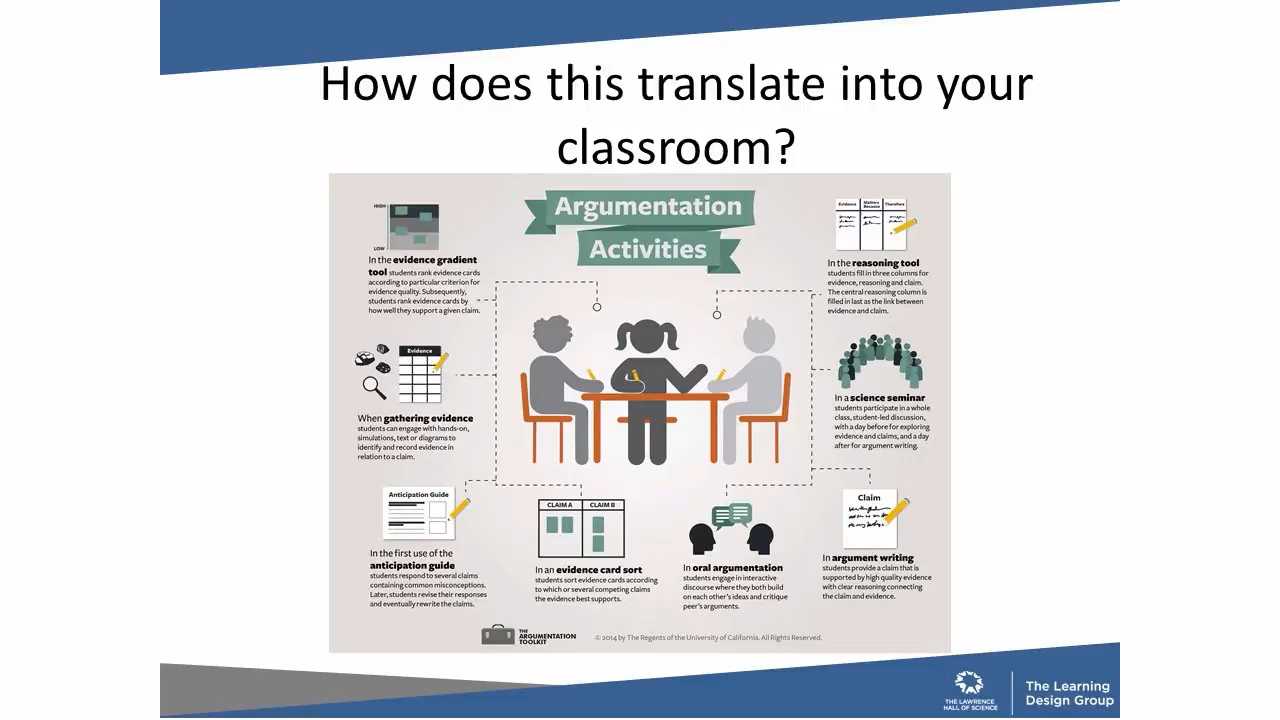 How does this translate into your
classroom?
Argumentation
Activities
HIGH
LOW
In the evidence gradient
tool students rank evidence cards
according to particular criterion for
evidence quality. Subsequently,
students rank evidence cards by
how well they support a given claim.
Evidence
When gathering evidence
students can engage with hands-on,
simulations, text or diagrams to
identify and record evidence in
relation to a claim.
Anticipation Guide
In the first use of the
anticipation guide
students respond to several claims
containing common misconceptions.
Later, students revise their responses
and eventually rewrite the claims.
CLAIM A CLAIM B
In an evidence card sort
students sort evidence cards according
to which or several competing claims
the evidence best supports.
In oral argumentation
students engage in interactive
discourse where they both build
on each other's ideas and critique
peer's arguments.
Evidence Matters Because Therefore
In the reasoning tool
students fill in three columns for
evidence, reasoning and claim.
The central reasoning column is
filled in last as the link between
evidence and claim.
In a science seminar
students participate in a whole
class, student-led discussion,
with a day before for exploring
evidence and claims, and a day
after for argument writing.
Claim
In argument writing
students provide a claim that is
supported by high quality evidence
with clear reasoning connecting
the claim and evidence.
THE
ARGUMENTATION
TOOLKIT
© 2014 by The Regents of the University of California. All Rights Reserved.
THE LAWRENCE
HALL OF SCIENCE
The Learning
Design Group